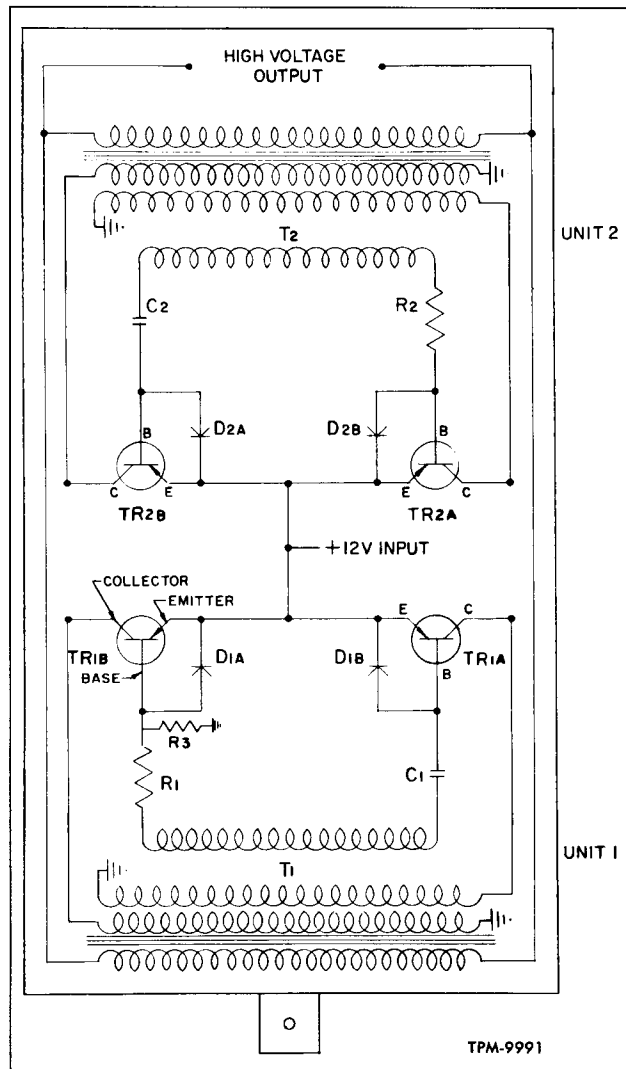 HIGH VOLTAGE
OUTPUT
T2
UNIT 2
C2
R2
D2A
D2B
B
B
C
E
E
C
TR2B
TR2A
+12V INPUT
COLLECTOR
EMITTER
E
C
TR1B
D1A
D1B
TR1A
BASE
B
R3
R1
C1
T1
UNIT 1
TPM-9991